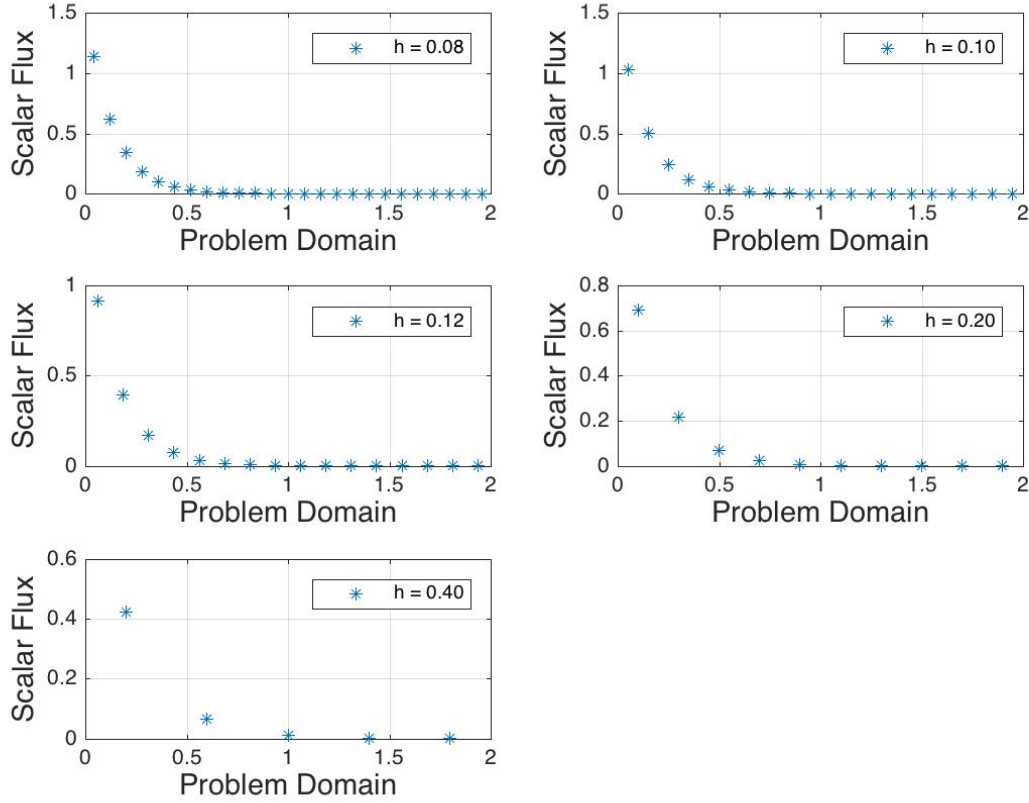 Scalar Flux
1.5
1
0.5
0
h = 0.08
0 0.5 1 1.5 2
Problem Domain
Scalar Flux
1.5
1
0.5
0
h = 0.10
0 0.5 1 1.5 2
Problem Domain
Scalar Flux
1
0.5
0
h = 0.12
0 0.5 1 1.5 2
Problem Domain
Scalar Flux
0.8
0.6
0.4
0.2
0
h = 0.20
0 0.5 1 1.5 2
Problem Domain
Scalar Flux
0.6
0.4
0.2
0
h = 0.40
0 0.5 1 1.5 2
Problem Domain